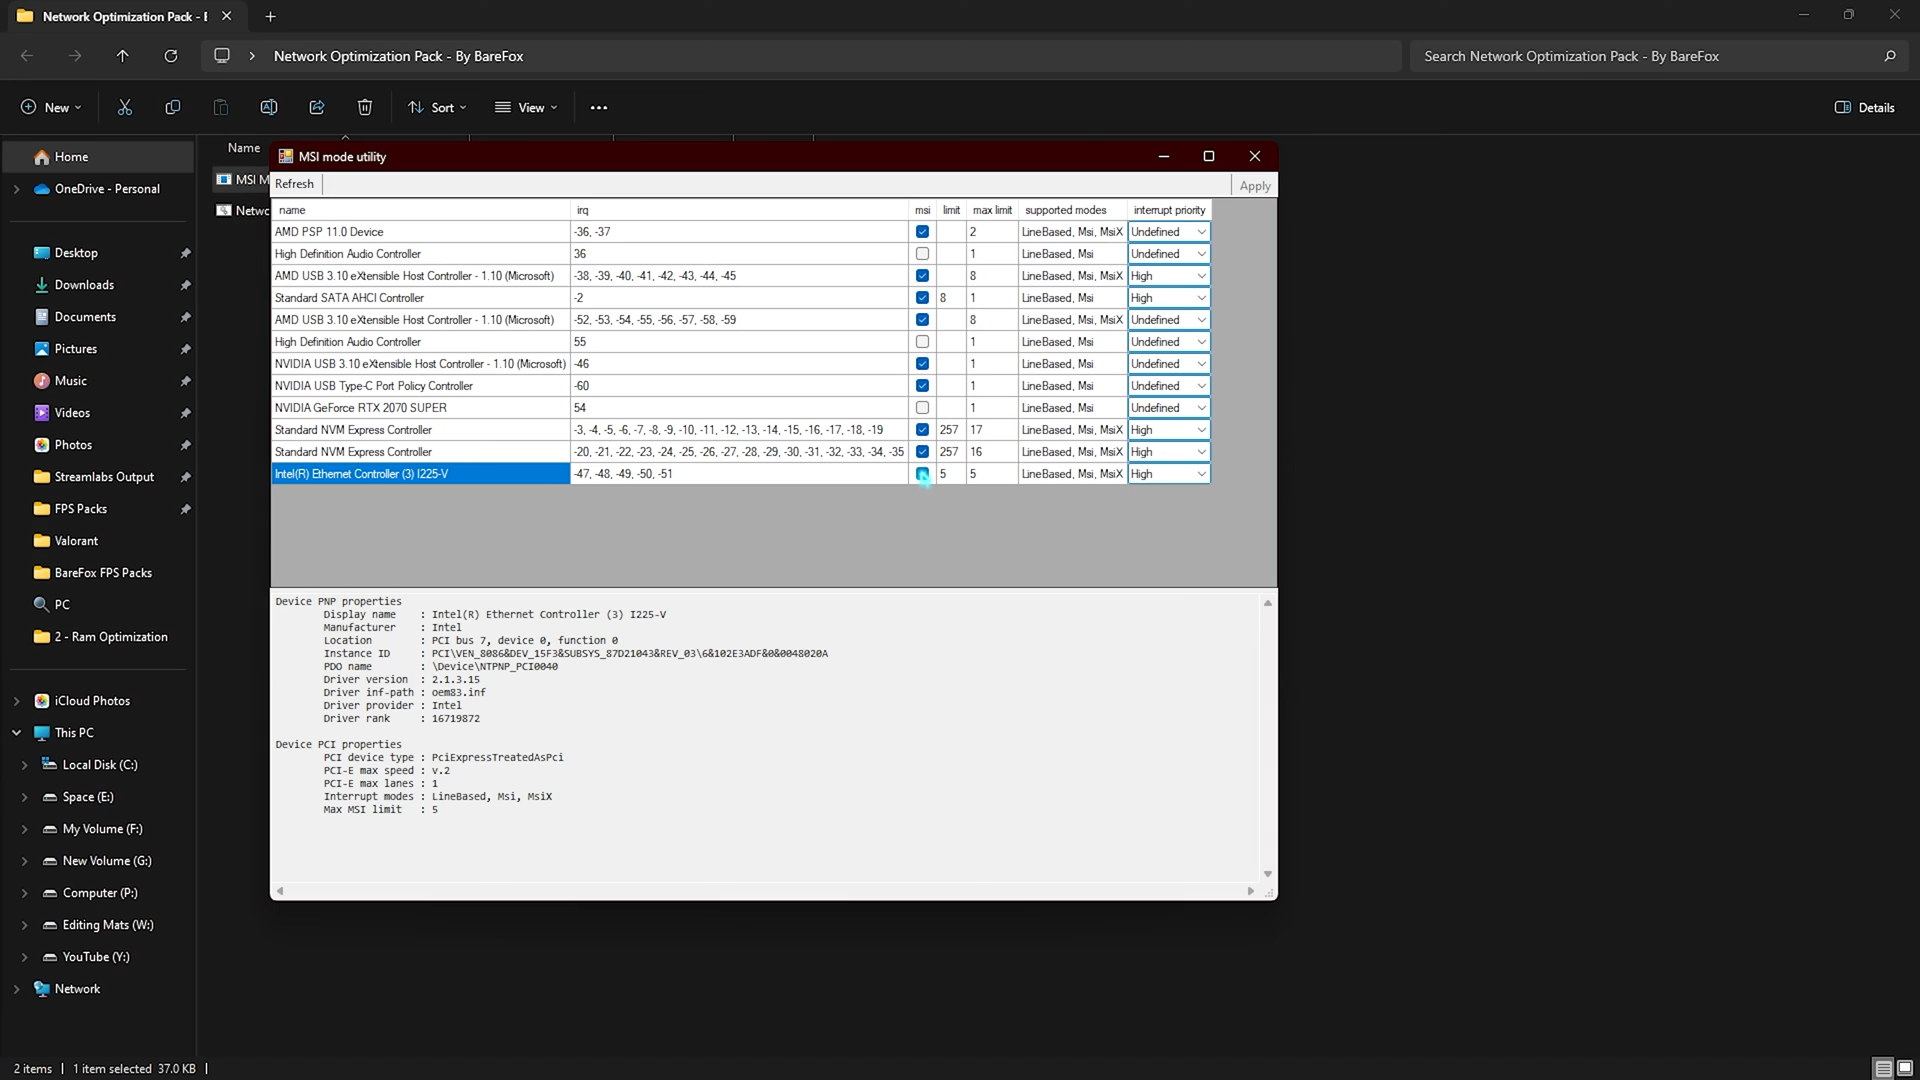 Network Optimization Pack - E
Network Optimization Pack - By BareFox
Search Network Optimization Pack - By BareFox
New
Sort
View
Details
Home
OneDrive - Personal
Desktop
Downloads
Documents
Pictures
Music
Videos
Photos
Streamlabs Output
FPS Packs
Valorant
BareFox FPS Packs
PC
2 - Ram Optimization
iCloud Photos
This PC
Local Disk (C:)
Space (E:)
My Volume (F:)
New Volume (G:)
Computer (P:)
Editing Mats (W:)
YouTube (Y:)
Network
Name
MSI M
Netwo
MSI mode utility
Refresh
Apply
name irq msi limit max limit supported modes interrupt priority
AMD PSP 11.0 Device -36, -37 2 LineBased, Msi, MsiX Undefined
High Definition Audio Controller 36 1 LineBased, Msi Undefined
AMD USB 3.10 eXtensible Host Controller - 1.10 (Microsoft) -38, -39, -40, -41, -42, -43, -44, -45 8 LineBased, Msi, MsiX High
Standard SATA AHCI Controller -2 8 1 LineBased, Msi High
AMD USB 3.10 eXtensible Host Controller - 1.10 (Microsoft) -52, -53, -54, -55, -56, -57, -58, -59 8 LineBased, Msi, MsiX Undefined
High Definition Audio Controller 55 1 LineBased, Msi Undefined
NVIDIA USB 3.10 eXtensible Host Controller - 1.10 (Microsoft) -46 1 LineBased, Msi Undefined
NVIDIA USB Type-C Port Policy Controller -60 1 LineBased, Msi Undefined
NVIDIA GeForce RTX 2070 SUPER 54 1 LineBased, Msi Undefined
Standard NVM Express Controller -3, -4, -5, -6, -7, -8, -9, -10, -11, -12, -13, -14, -15, -16, -17, -18, -19 257 17 LineBased, Msi, MsiX High
Standard NVM Express Controller -20, -21, -22, -23, -24, -25, -26, -27, -28, -29, -30, -31, -32, -33, -34, -35 257 16 LineBased, Msi, MsiX High
Intel(R) Ethernet Controller (3) I225-V -47, -48, -49, -50, -51 5 5 LineBased, Msi, MsiX High
Device PNP properties
Display name : Intel(R) Ethernet Controller (3) I225-V
Manufacturer : Intel
Location : PCI bus 7, device 0, function 0
Instance ID : PCI\VEN_8086&DEV_15F3&SUBSYS_87D21043&REV_03\6&102E3ADF&0&0048020A
PDO name : \Device\NTPNP_PCI0040
Driver version : 2.1.3.15
Driver inf-path : oem83.inf
Driver provider : Intel
Driver rank : 16719872
Device PCI properties
PCI device type : PciExpressTreatedAsPci
PCI-E max speed : v.2
PCI-E max lanes : 1
Interrupt modes : LineBased, Msi, MsiX
Max MSI limit : 5
2 items
1 item selected 37.0 KB